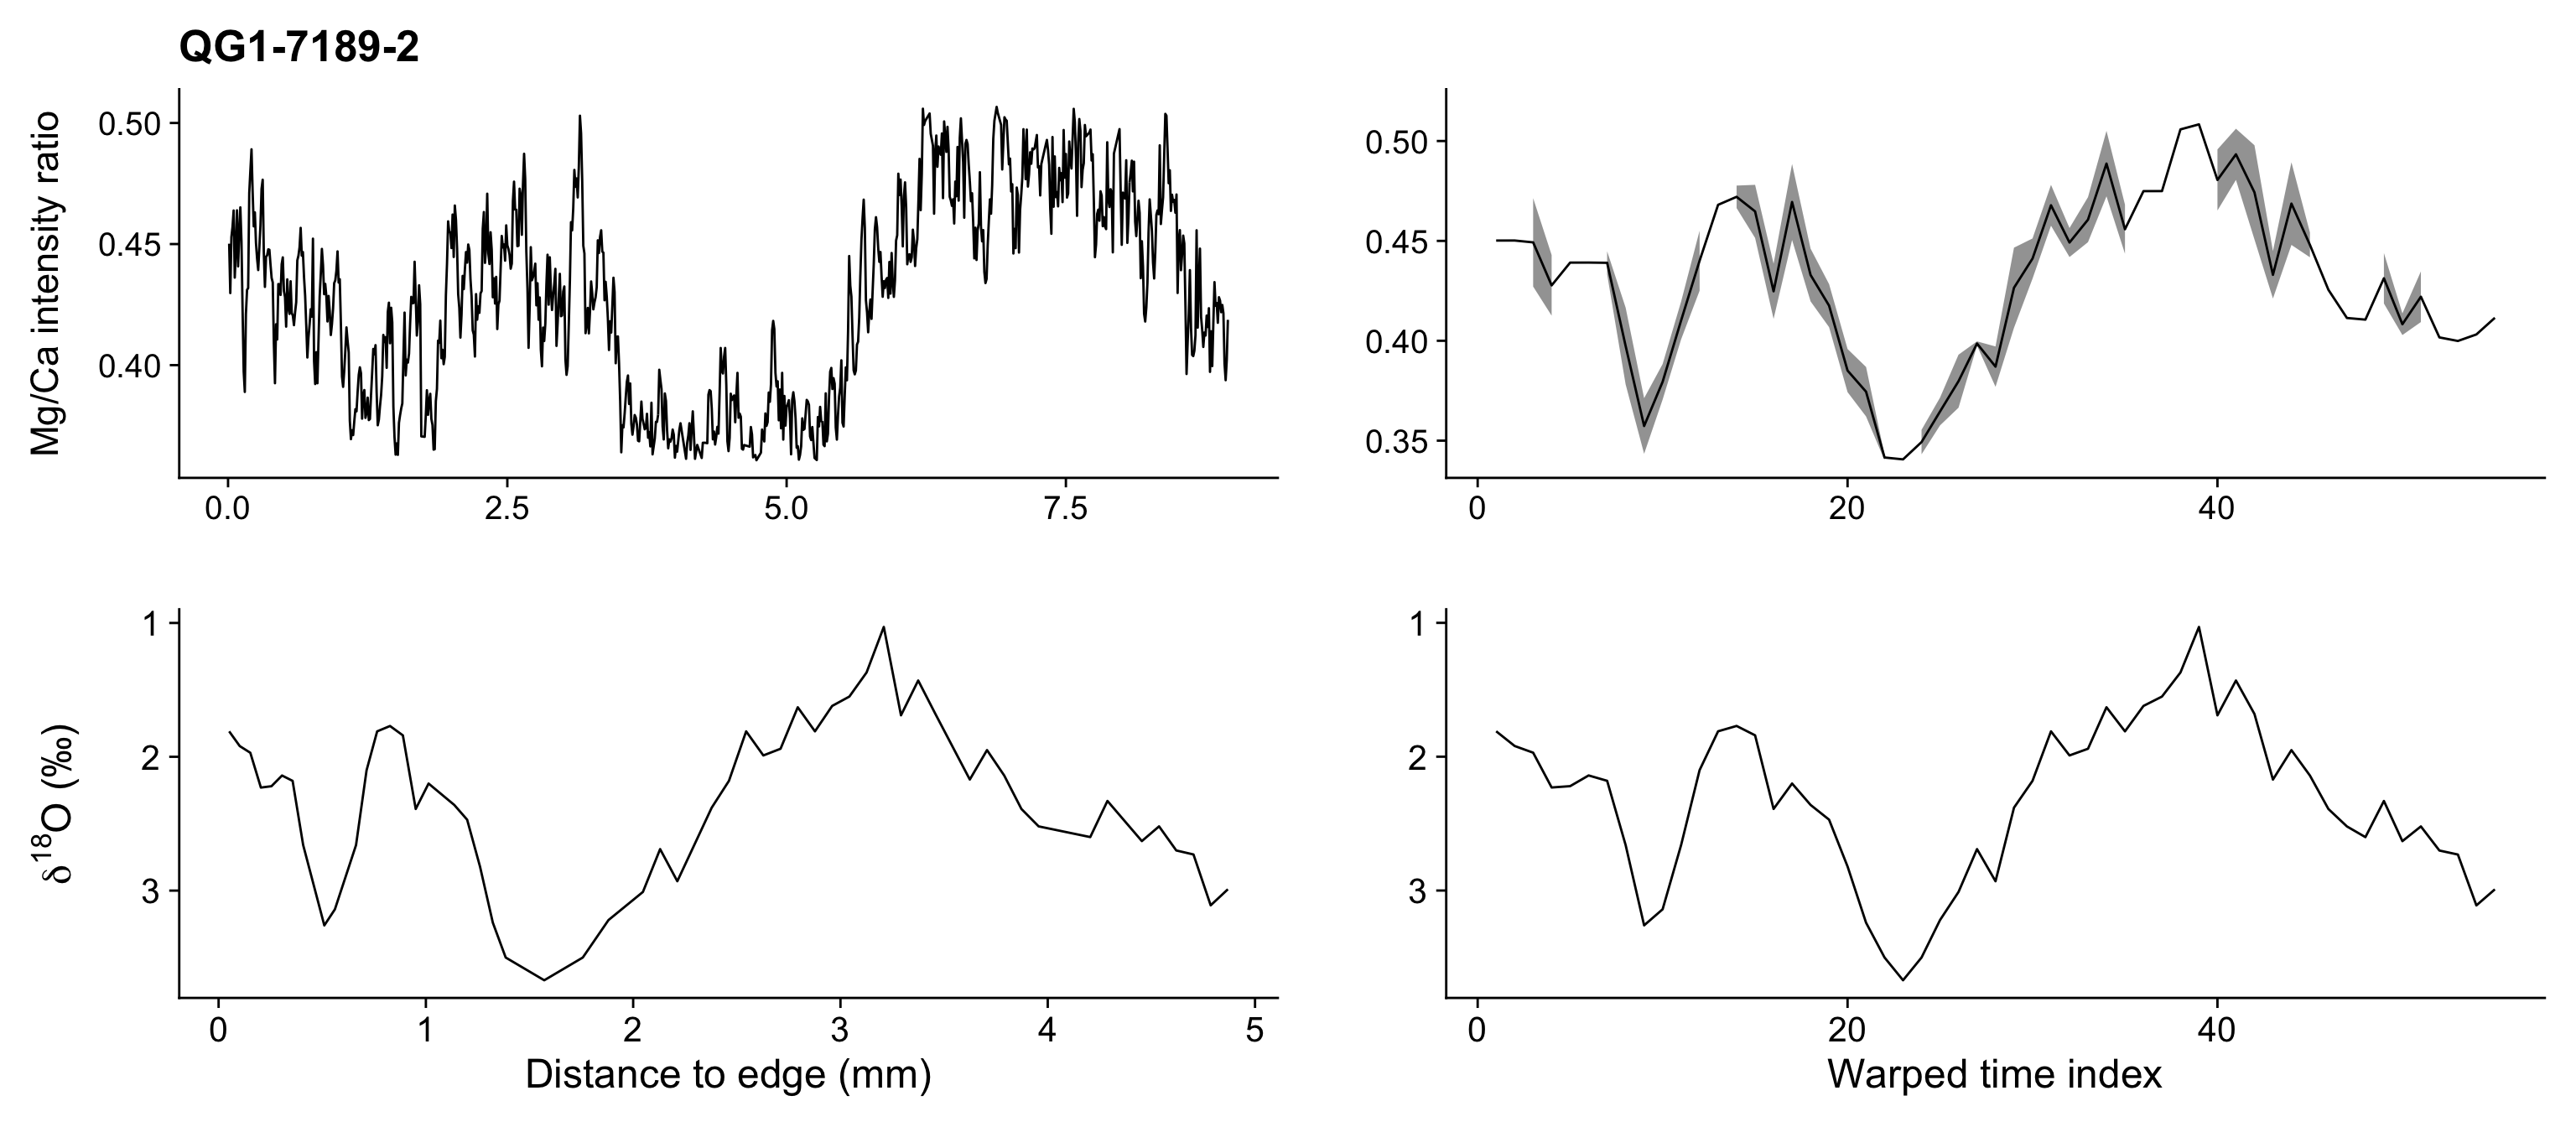 QG1-7189-2
Mg/Ca intensity ratio
0.50
0.45
0.40
0.0 2.5 5.0 7.5
0.50
0.45
0.40
0.35
0 20 40
δ18O (‰)
1
2
3
0 1 2 3 4 5
Distance to edge (mm)
1
2
3
0 20 40
Warped time index